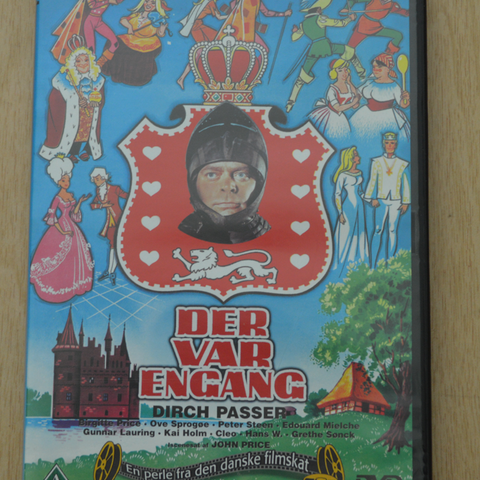 DER
VAR
ENGANG
DIRCH PASSER
Birgitte Price · Ove Sprogøe · Peter Steen · Edouard Mielche
Gunnar Lauring · Kai Holm · Cleo · Hans W. · Grethe Sonck
JOHN PRICE
En perle fra den danske filmskat